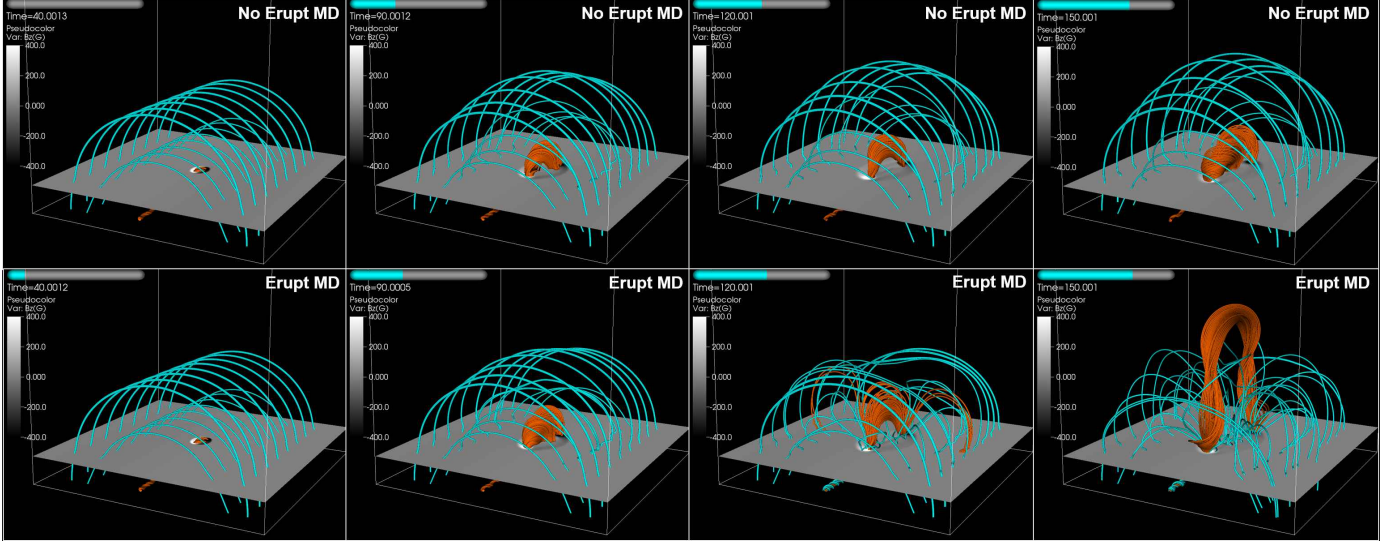 No Erupt MD
Time=40.0013
Pseudocolor
Var: Bz(G)
400.0
200.0
0.000
-200.0
-400.0
No Erupt MD
Time=90.0012
Pseudocolor
Var: Bz(G)
400.0
200.0
0.000
-200.0
-400.0
No Erupt MD
Time=120.001
Pseudocolor
Var: Bz(G)
400.0
200.0
0.000
-200.0
-400.0
No Erupt MD
Time=150.001
Pseudocolor
Var: Bz(G)
400.0
200.0
0.000
-200.0
-400.0
Erupt MD
Time=40.0012
Pseudocolor
Var: Bz(G)
400.0
200.0
0.000
-200.0
-400.0
Erupt MD
Time=90.0005
Pseudocolor
Var: Bz(G)
400.0
200.0
0.000
-200.0
-400.0
Erupt MD
Time=120.001
Pseudocolor
Var: Bz(G)
400.0
200.0
0.000
-200.0
-400.0
Erupt MD
Time=150.001
Pseudocolor
Var: Bz(G)
400.0
200.0
0.000
-200.0
-400.0